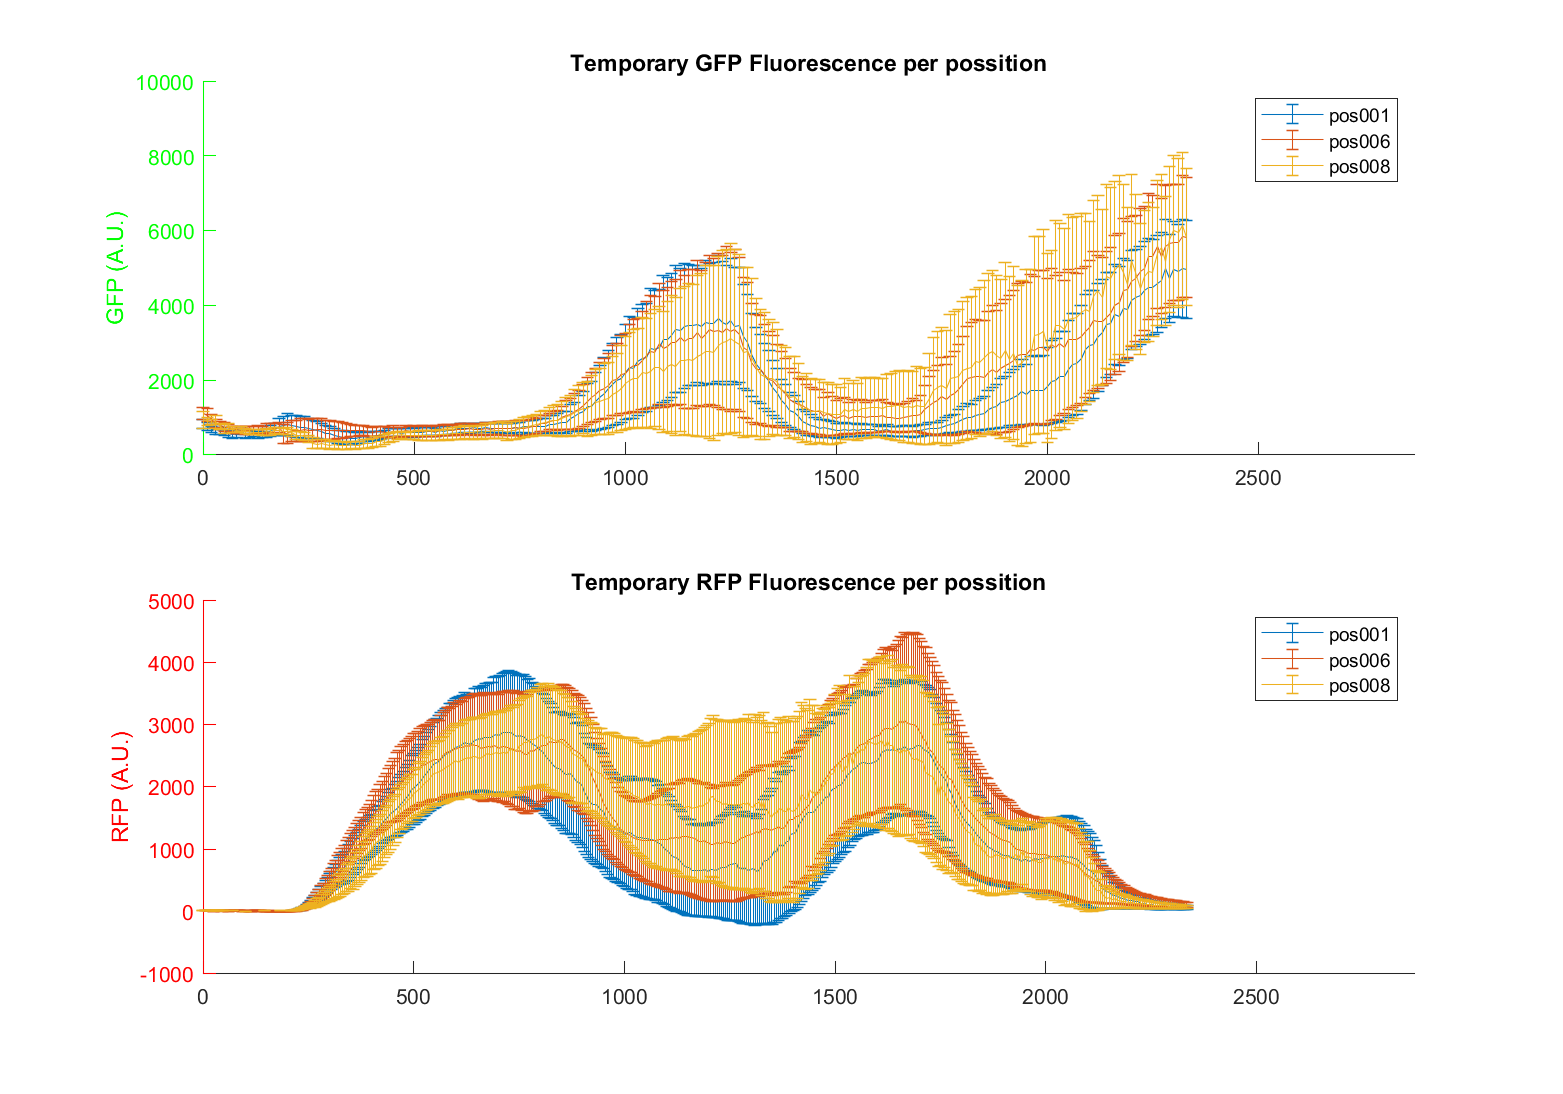 Temporary GFP Fluorescence per possition
10000
8000
6000
4000
2000
0
GFP (A.U.)
0 500 1000 1500 2000 2500
pos001
pos006
pos008
Temporary RFP Fluorescence per possition
5000
4000
3000
2000
1000
0
-1000
RFP (A.U.)
0 500 1000 1500 2000 2500
pos001
pos006
pos008